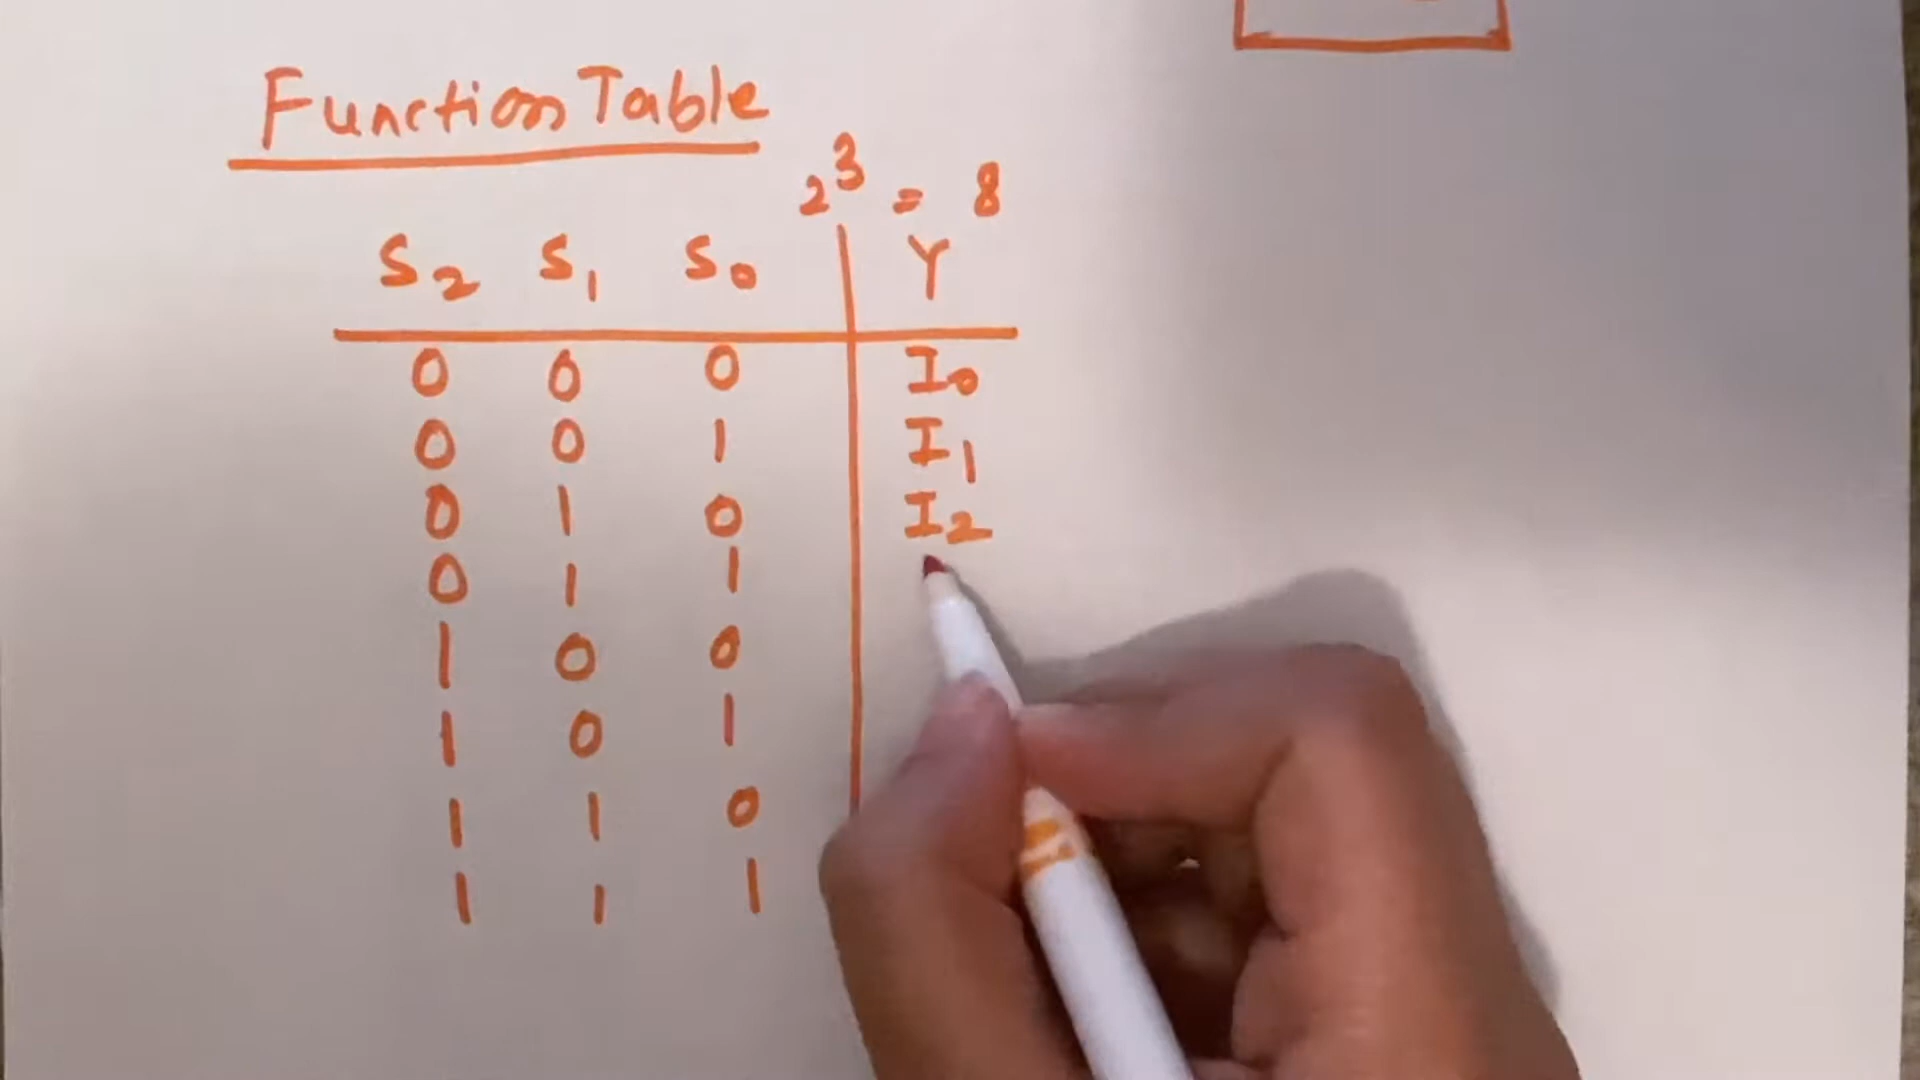 Function Table
2³ = 8
S₂ S₁ S₀ Y
0 0 0 I₀
0 0 1 I₁
0 1 0 I₂
0 1 1
1 0 0
1 0 1
1 1 0
1 1 1